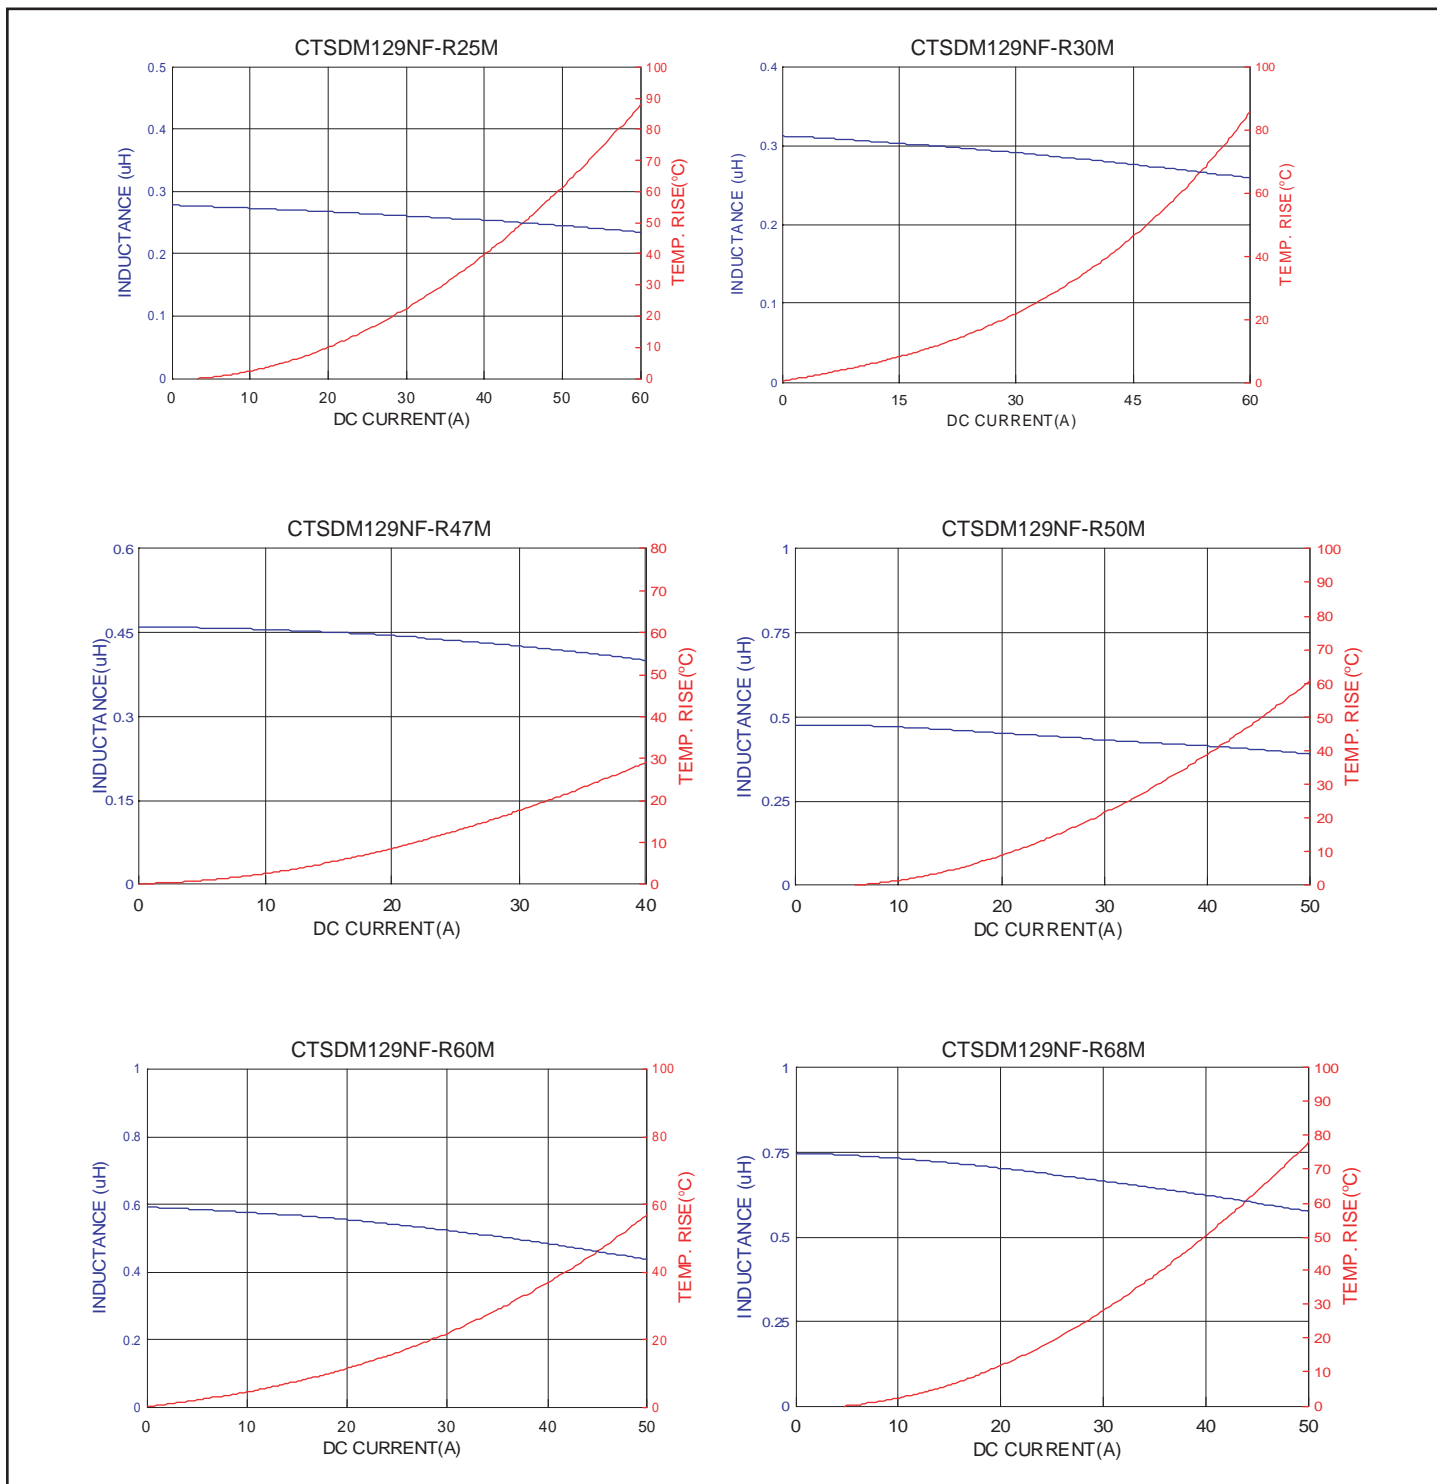 CTSDM129NF-R25M
INDUCTANCE (uH)
0.5
0.4
0.3
0.2
0.1
0
100
90
80
70
60
50
40
30
20
10
0
TEMP. RISE(°C)
0 10 20 30 40 50 60
DC CURRENT(A)
CTSDM129NF-R30M
INDUCTANCE (uH)
0.4
0.3
0.2
0.1
0
100
80
60
40
20
0
TEMP. RISE(°C)
0 15 30 45 60
DC CURRENT(A)
CTSDM129NF-R47M
INDUCTANCE(uH)
0.6
0.45
0.3
0.15
0
80
70
60
50
40
30
20
10
0
TEMP. RISE(°C)
0 10 20 30 40
DC CURRENT(A)
CTSDM129NF-R50M
INDUCTANCE (uH)
1
0.75
0.5
0.25
0
100
90
80
70
60
50
40
30
20
10
0
TEMP. RISE(°C)
0 10 20 30 40 50
DC CURRENT(A)
CTSDM129NF-R60M
INDUCTANCE (uH)
1
0.8
0.6
0.4
0.2
0
100
80
60
40
20
0
TEMP. RISE(°C)
0 10 20 30 40 50
DC CURRENT(A)
CTSDM129NF-R68M
INDUCTANCE (uH)
1
0.75
0.5
0.25
0
100
90
80
70
60
50
40
30
20
10
0
TEMP. RISE(°C)
0 10 20 30 40 50
DC CURRENT(A)